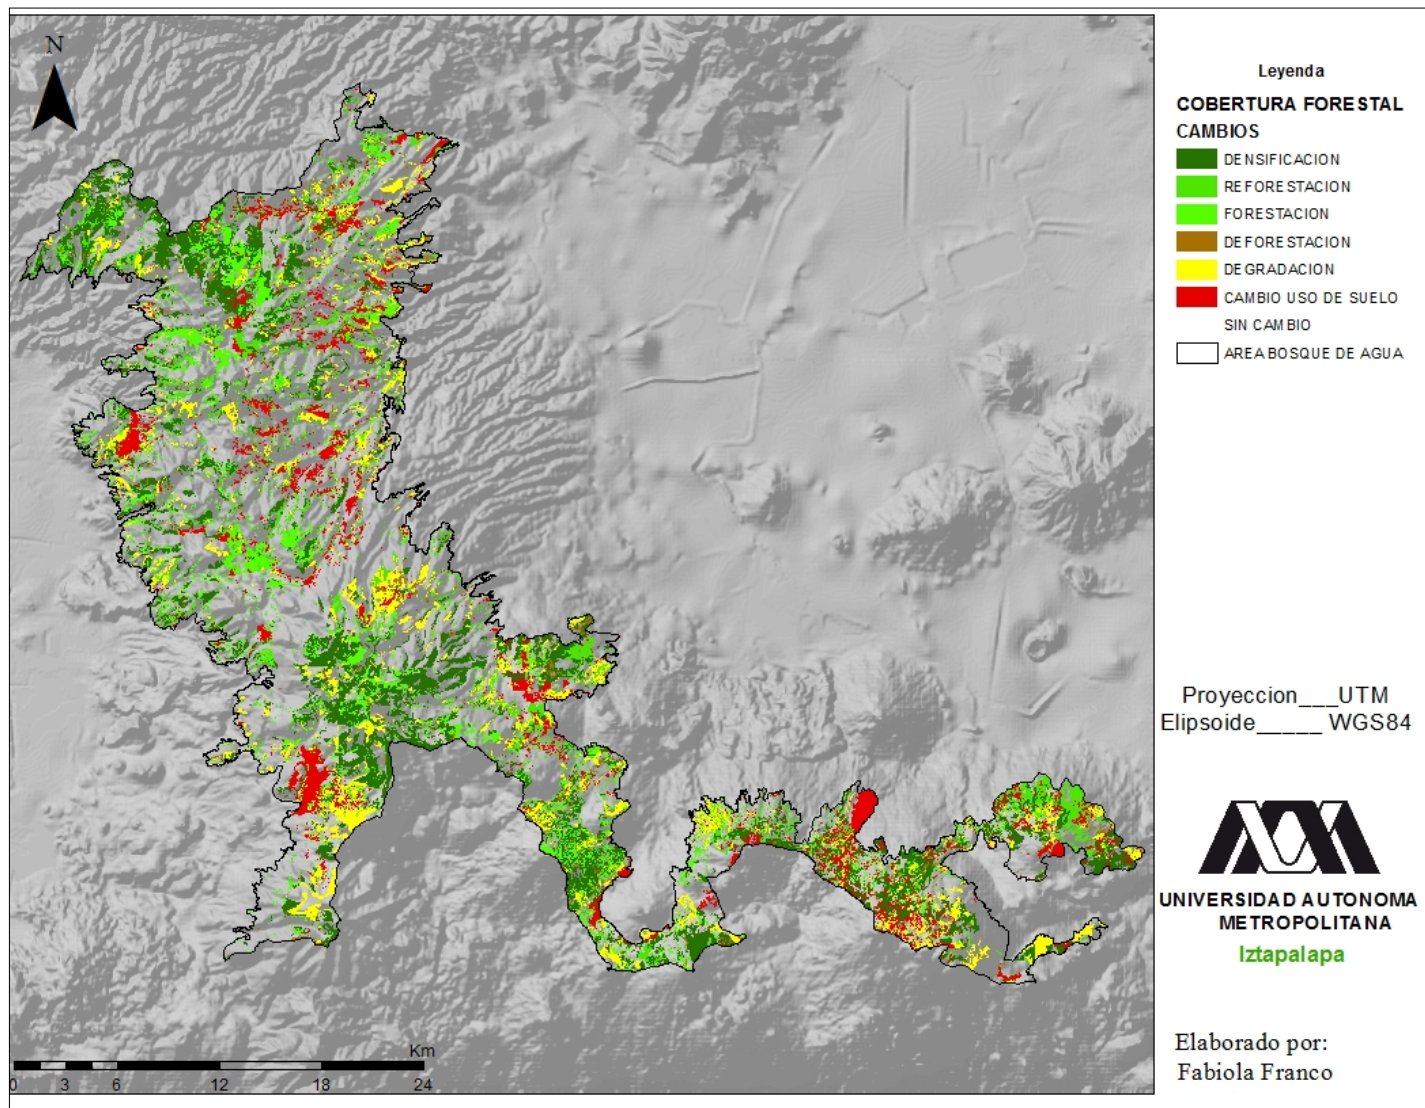 N
Leyenda
COBERTURA FORESTAL
CAMBIOS
DENSIFICACION
REFORESTACION
FORESTACION
DEFORESTACION
DEGRADACION
CAMBIO USO DE SUELO
SIN CAMBIO
AREA BOSQUE DE AGUA
Proyeccion___UTM
Elipsoide_____ WGS84
UNIVERSIDAD AUTONOMA
METROPOLITANA
Iztapalapa
Elaborado por:
Fabiola Franco
Km
0 3 6 12 18 24